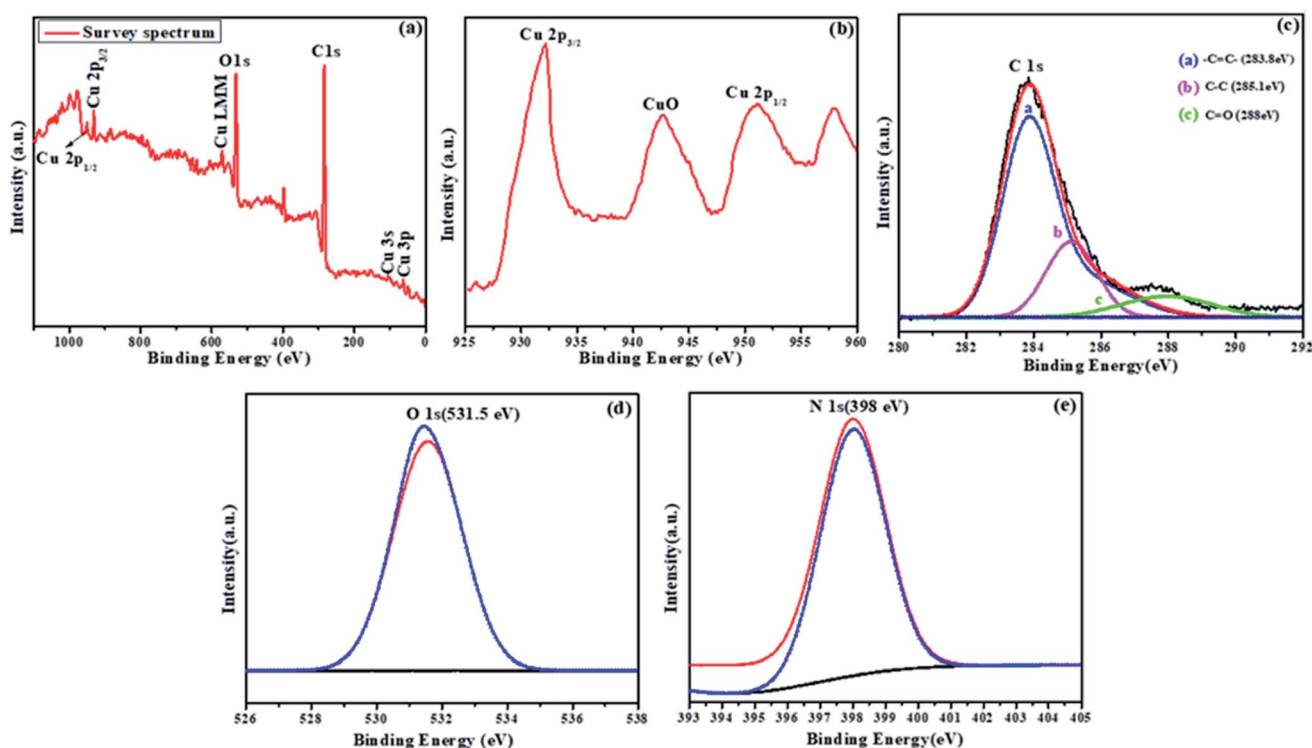 Survey spectrum
(a)
Cu 2p3/2
Cu 2p1/2
Cu LMM
O1s
C1s
Cu 3s
Cu 3p
Intensity (a.u.)
1000 800 600 400 200 0
Binding Energy (eV)
(b)
Cu 2p3/2
CuO
Cu 2p1/2
Intensity (a.u.)
925 930 935 940 945 950 955 960
Binding Energy (eV)
(c)
C 1s
(a) -C=C- (283.8eV)
(b) C-C (285.1eV)
(c) C=O (288eV)
a
b
c
Intensity (a.u.)
280 282 284 286 288 290 292
Binding Energy(eV)
(d)
O 1s(531.5 eV)
Intensity(a.u.)
526 528 530 532 534 536 538
Binding Energy (eV)
(e)
N 1s(398 eV)
Intensity(a.u.)
393 394 395 396 397 398 399 400 401 402 403 404 405
Binding Energy(eV)